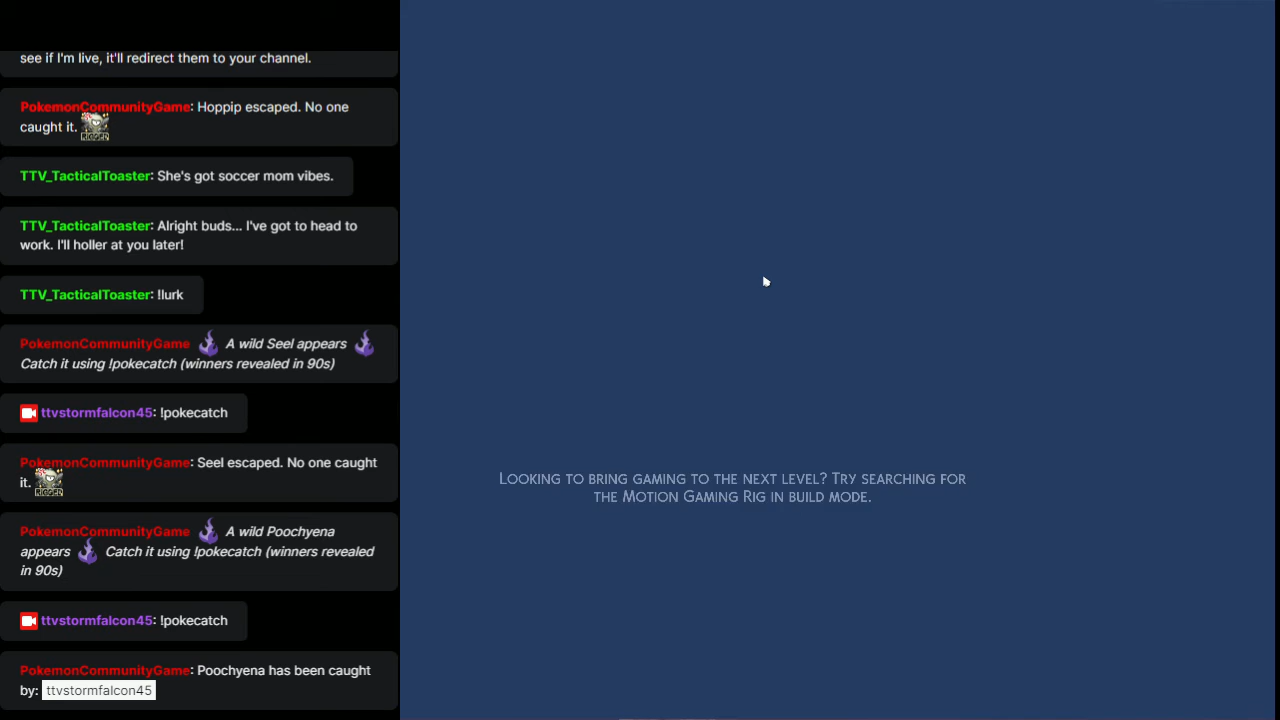 see if I'm live, it'll redirect them to your channel.
PokemonCommunityGame: Hoppip escaped. No one
caught it. RIGGED
TTV_TacticalToaster: She's got soccer mom vibes.
TTV_TacticalToaster: Alright buds... I've got to head to
work. I'll holler at you later!
TTV_TacticalToaster: !lurk
PokemonCommunityGame A wild Seel appears
Catch it using !pokecatch (winners revealed in 90s)
ttvstormfalcon45: !pokecatch
PokemonCommunityGame: Seel escaped. No one caught
it. RIGGED
PokemonCommunityGame A wild Poochyena
appears Catch it using !pokecatch (winners revealed
in 90s)
ttvstormfalcon45: !pokecatch
PokemonCommunityGame: Poochyena has been caught
by: ttvstormfalcon45
Looking to bring gaming to the next level? Try searching for
the Motion Gaming Rig in build mode.